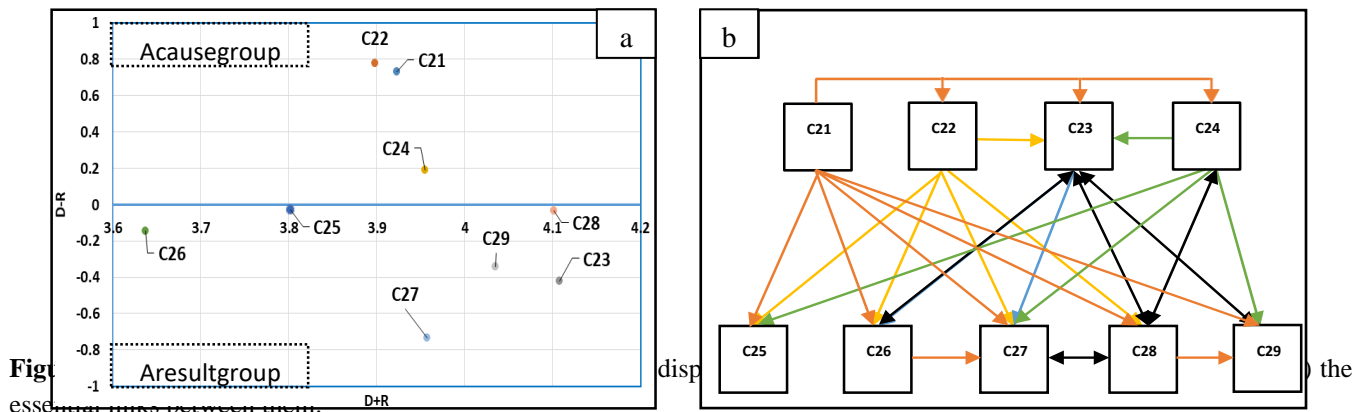 a
1
0.8
0.6
0.4
0.2
0
-0.2
-0.4
-0.6
-0.8
-1
D-R
Acausegroup
C22
C21
C24
C25
C28
C26
C29
C23
C27
3.6 3.7 3.8 3.9 4 4.1 4.2
Aresultgroup
D+R
b
C21 C22 C23 C24
C25 C26 C27 C28 C29
disp the